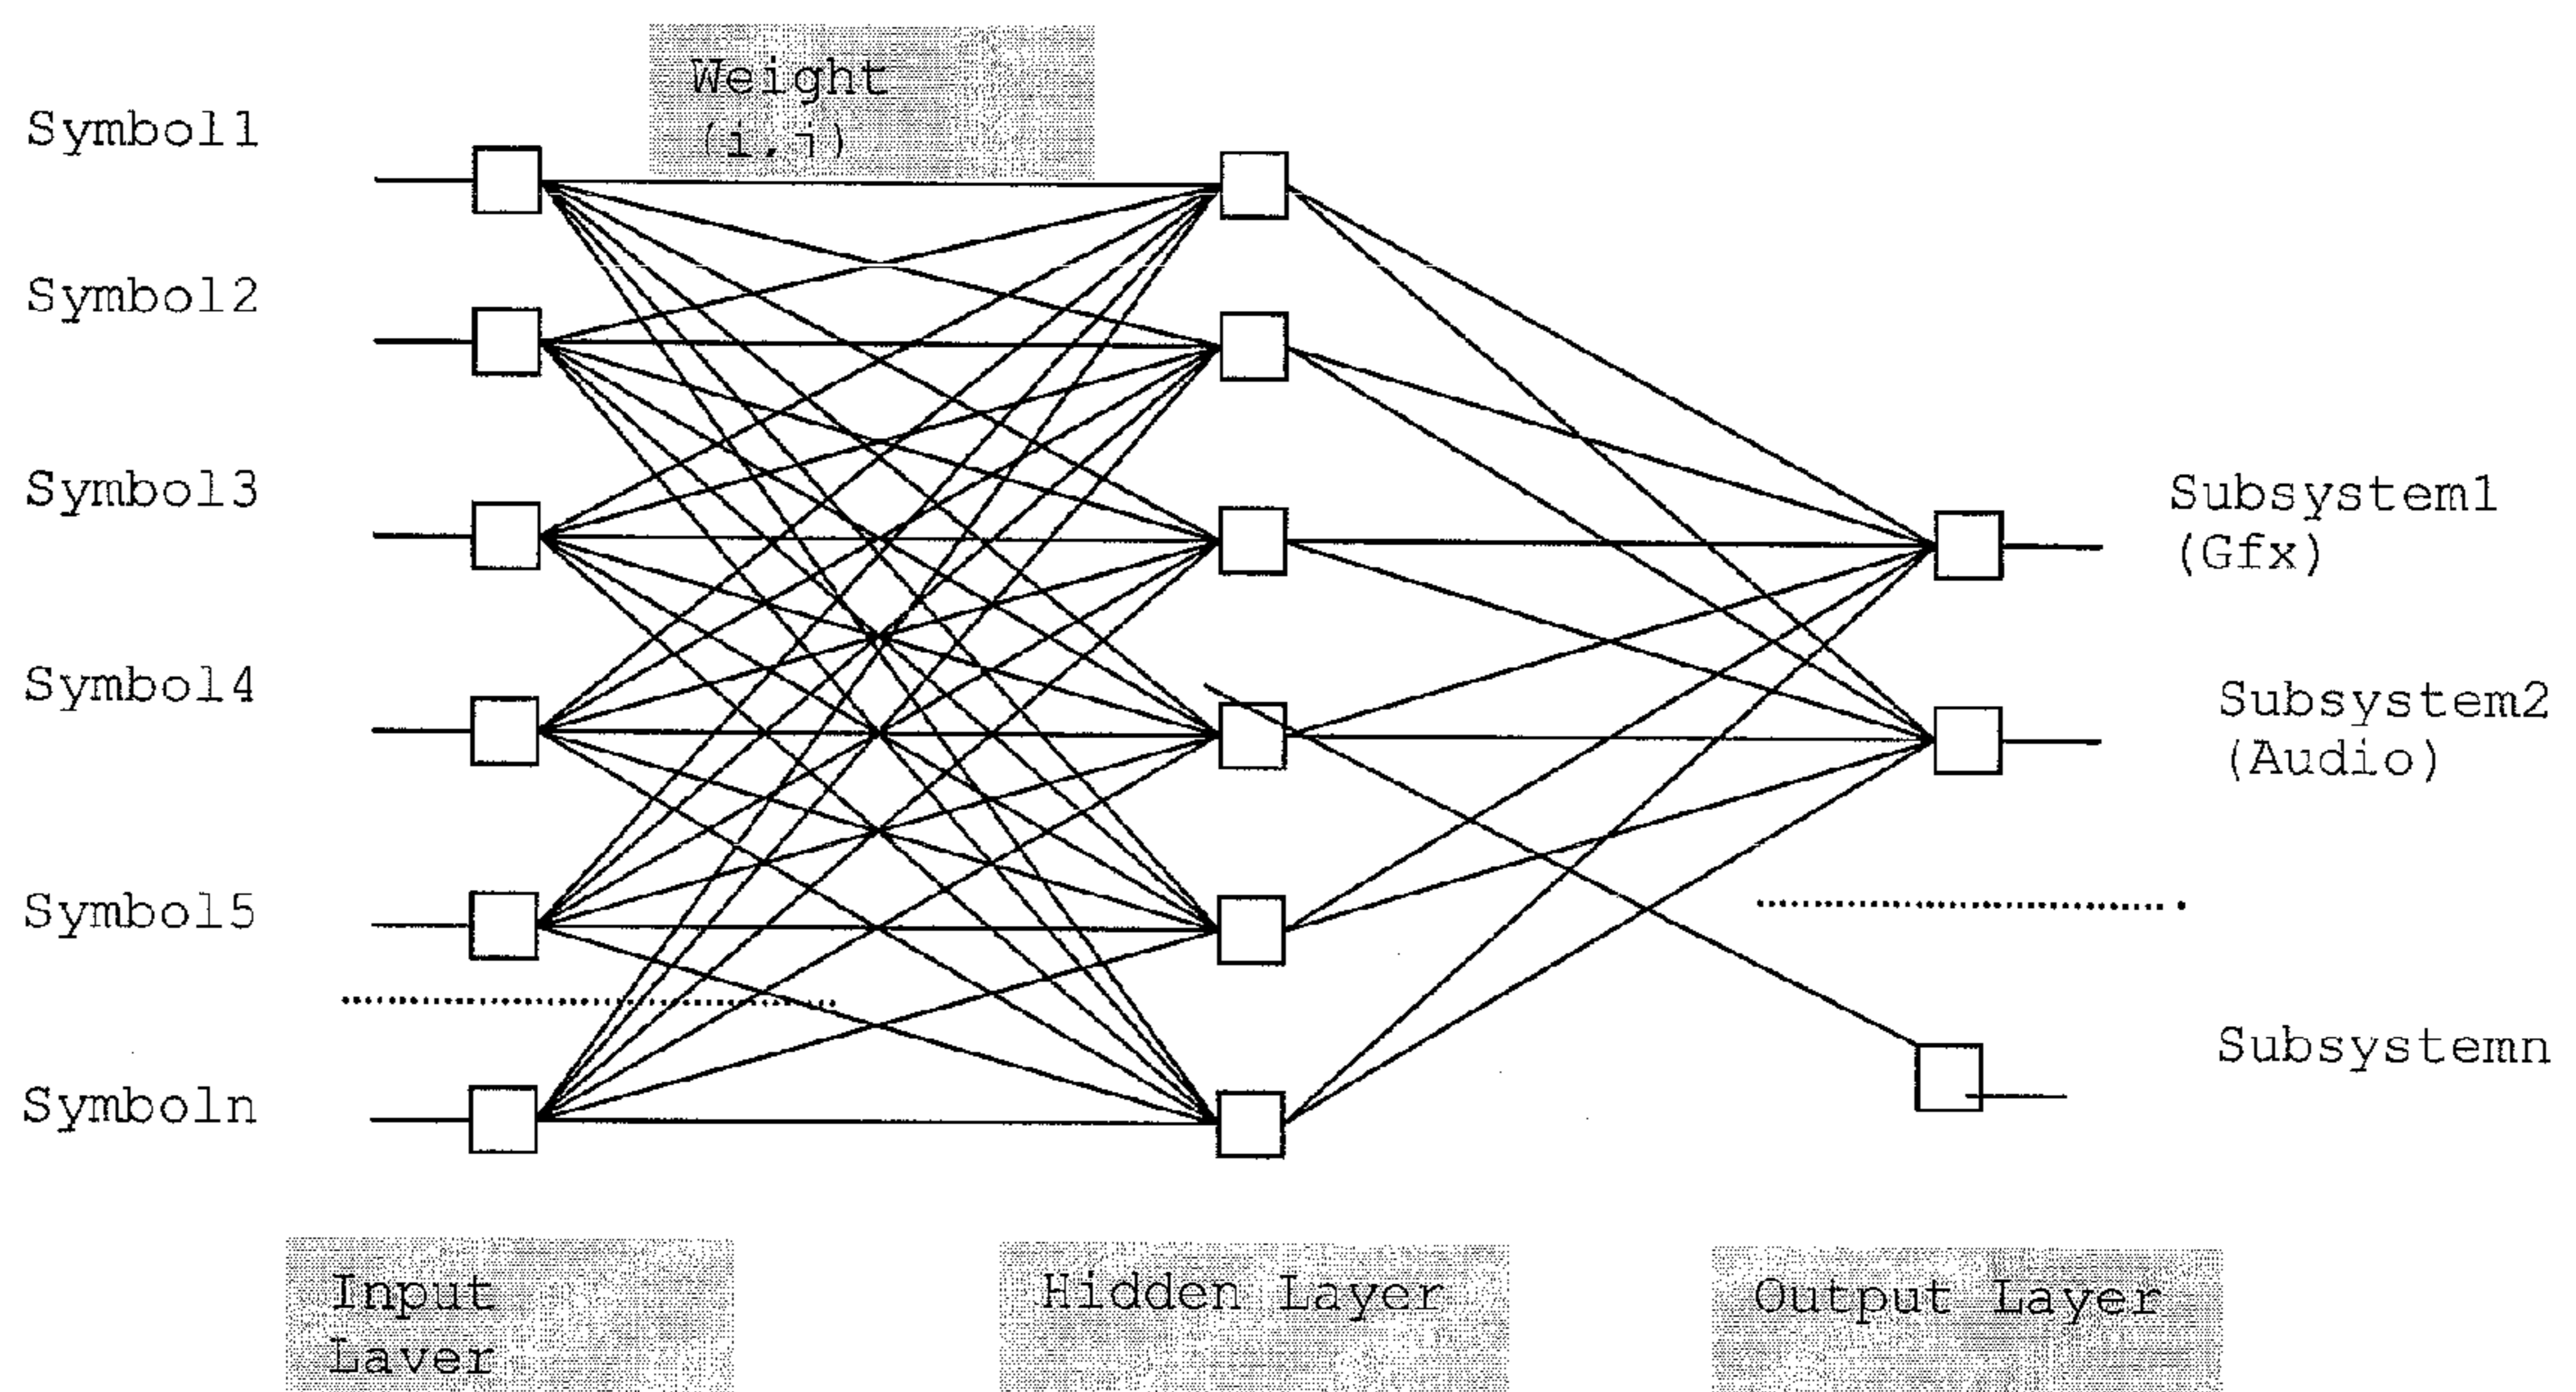 Weight
(i,j)
Symbol1
Symbol2
Symbol3
Symbol4
Symbol5
Symboln
Subsystem1
(Gfx)
Subsystem2
(Audio)
Subsystemn
Input
Layer
Hidden Layer
Output Layer